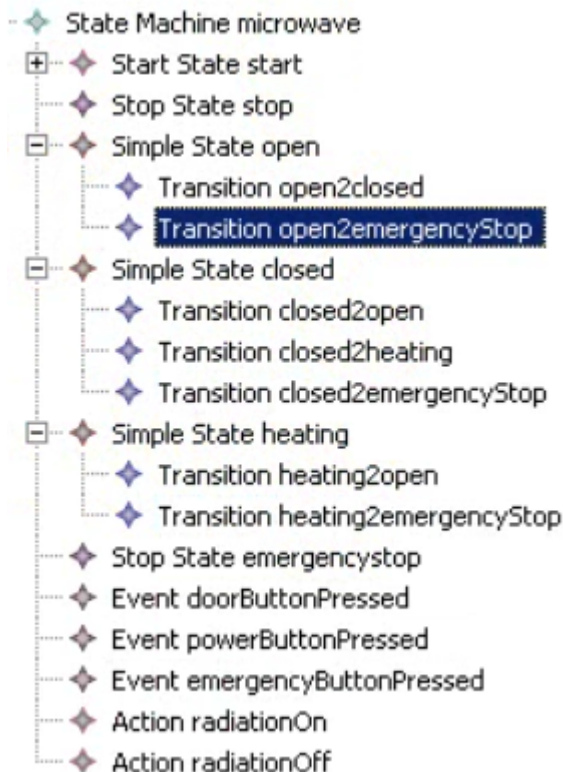 State Machine microwave
Start State start
Stop State stop
Simple State open
Transition open2closed
Transition open2emergencyStop
Simple State closed
Transition closed2open
Transition closed2heating
Transition closed2emergencyStop
Simple State heating
Transition heating2open
Transition heating2emergencyStop
Stop State emergencystop
Event doorButtonPressed
Event powerButtonPressed
Event emergencyButtonPressed
Action radiationOn
Action radiationOff